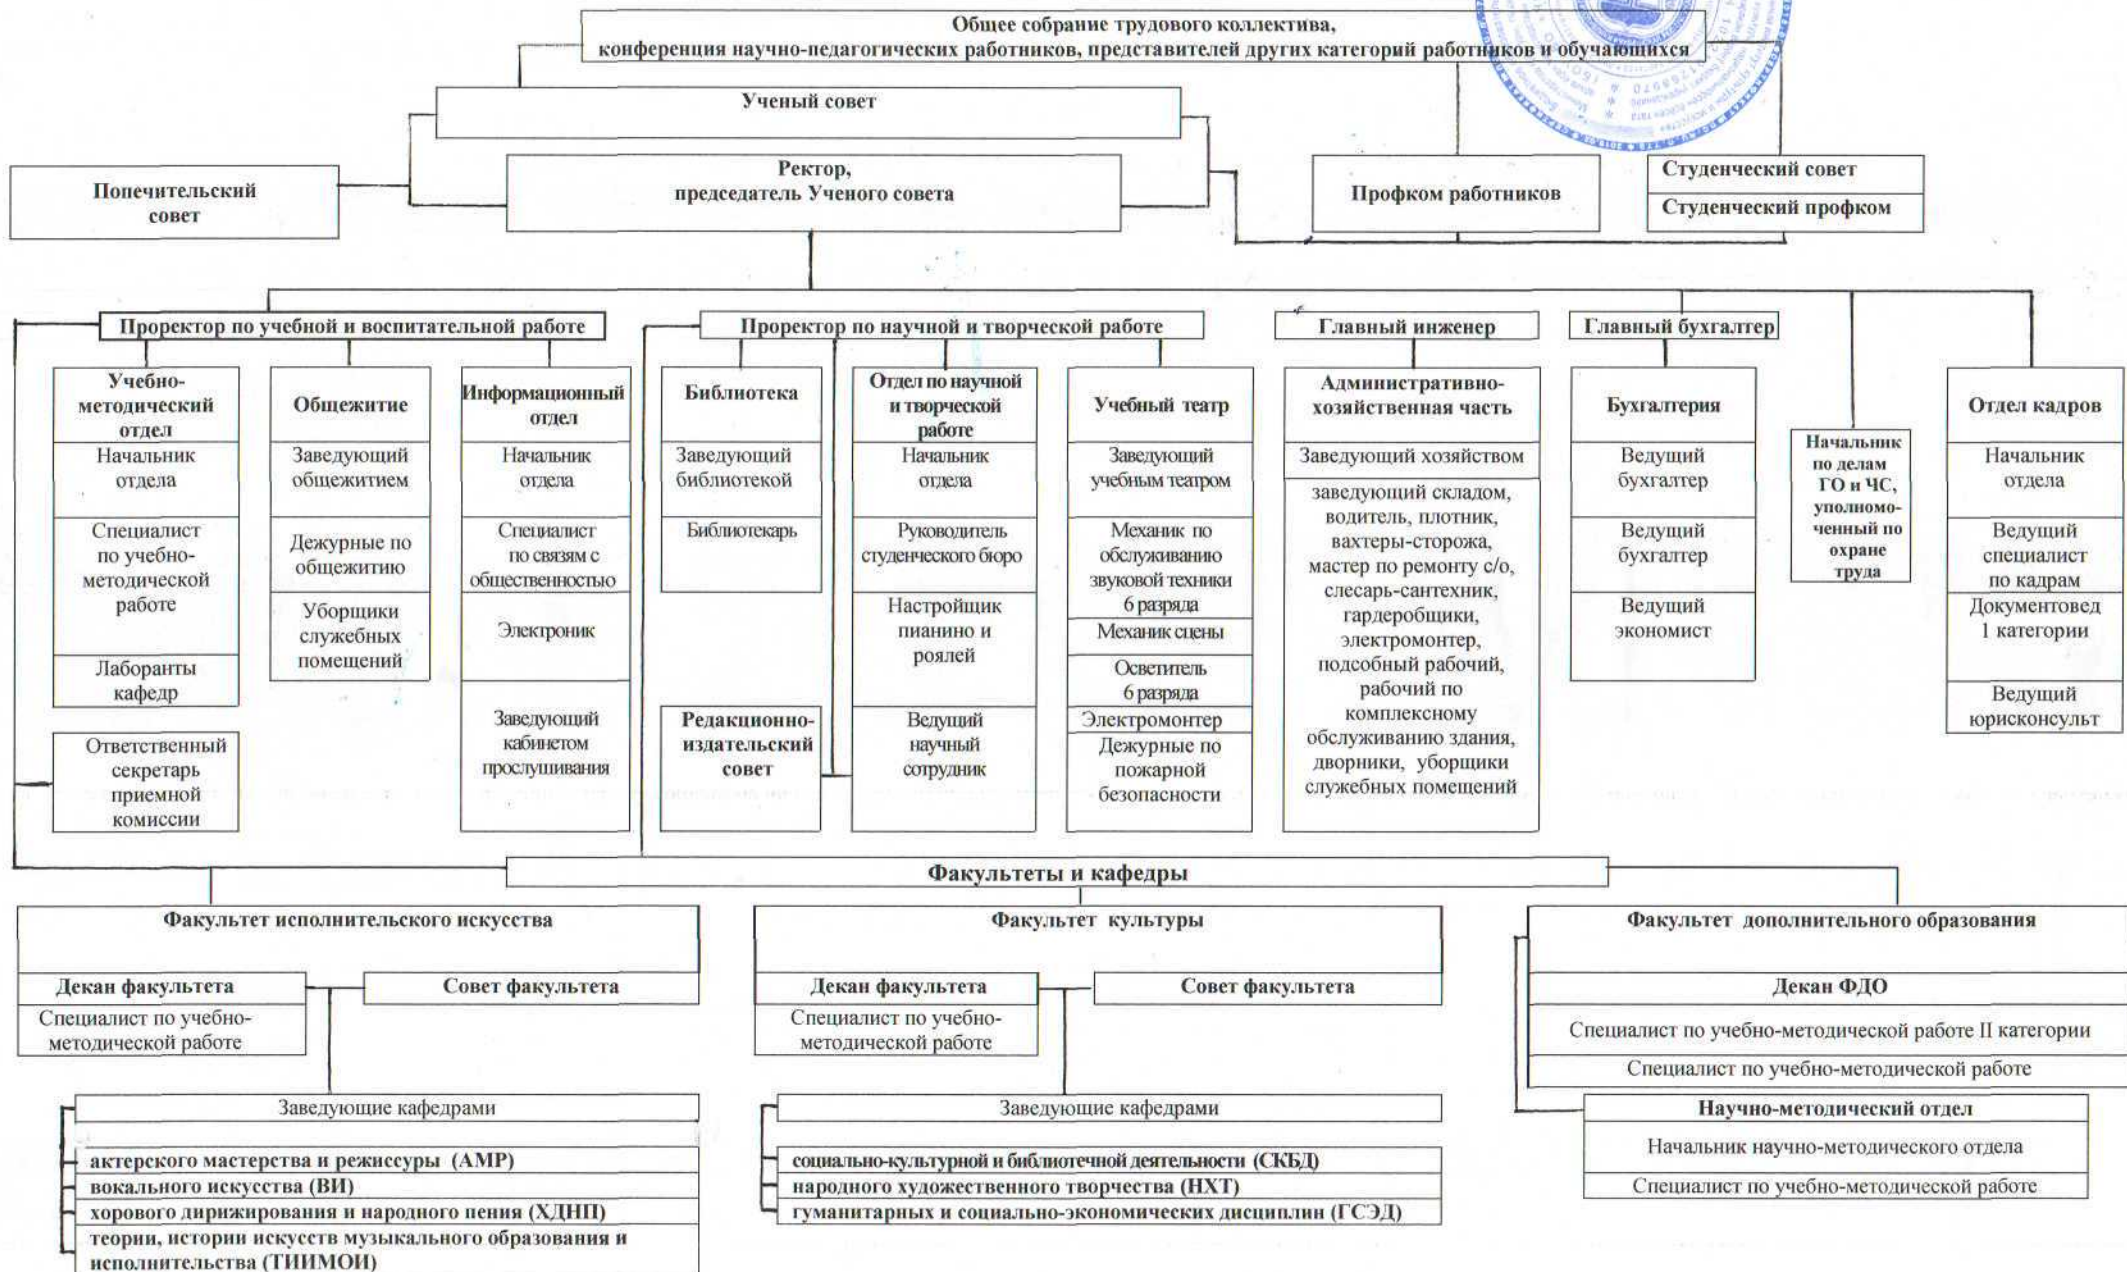 Общее собрание трудового коллектива,
конференция научно-педагогических работников, представителей других категорий работников и обучающихся
Ученый совет
Попечительский
совет
Ректор,
председатель Ученого совета
Профком работников
Студенческий совет
Студенческий профком
Проректор по учебной и воспитательной работе
Проректор по научной и творческой работе
Главный инженер
Главный бухгалтер
Учебно-
методический
отдел
Начальник
отдела
Специалист
по учебно-
методической
работе
Лаборанты
кафедр
Ответственный
секретарь
приемной
комиссии
Общежитие
Заведующий
общежитием
Дежурные по
общежитию
Уборщики
служебных
помещений
Информационный
отдел
Начальник
отдела
Специалист
по связям с
общественностью
Электроник
Заведующий
кабинетом
прослушивания
Библиотека
Заведующий
библиотекой
Библиотекарь
Редакционно-
издательский
совет
Отдел по научной
и творческой
работе
Начальник
отдела
Руководитель
студенческого бюро
Настройщик
пианино и
роялей
Ведущий
научный
сотрудник
Учебный театр
Заведующий
учебным театром
Механик по
обслуживанию
звуковой техники
6 разряда
Механик сцены
Осветитель
6 разряда
Электромонтер
Дежурные по
пожарной
безопасности
Административно-
хозяйственная часть
Заведующий хозяйством
заведующий складом,
водитель, плотник,
вахтеры-сторожа,
мастер по ремонту с/о,
слесарь-сантехник,
гардеробщики,
электромонтер,
подсобный рабочий,
рабочий по
комплексному
обслуживанию здания,
дворники, уборщики
служебных помещений
Бухгалтерия
Ведущий
бухгалтер
Ведущий
бухгалтер
Ведущий
экономист
Начальник
по делам
ГО и ЧС,
уполномо-
ченный по
охране
труда
Отдел кадров
Начальник
отдела
Ведущий
специалист
по кадрам
Документовед
1 категории
Ведущий
юрисконсульт
Факультеты и кафедры
Факультет исполнительского искусства
Декан факультета
Совет факультета
Специалист по учебно-
методической работе
Заведующие кафедрами
актерского мастерства и режиссуры (АМР)
вокального искусства (ВИ)
хорового дирижирования и народного пения (ХДНП)
теории, истории искусств музыкального образования и
исполнительства (ТИИМОИ)
Факультет культуры
Декан факультета
Совет факультета
Специалист по учебно-
методической работе
Заведующие кафедрами
социально-культурной и библиотечной деятельности (СКБД)
народного художественного творчества (НХТ)
гуманитарных и социально-экономических дисциплин (ГСЭД)
Факультет дополнительного образования
Декан ФДО
Специалист по учебно-методической работе II категории
Специалист по учебно-методической работе
Научно-методический отдел
Начальник научно-методического отдела
Специалист по учебно-методической работе